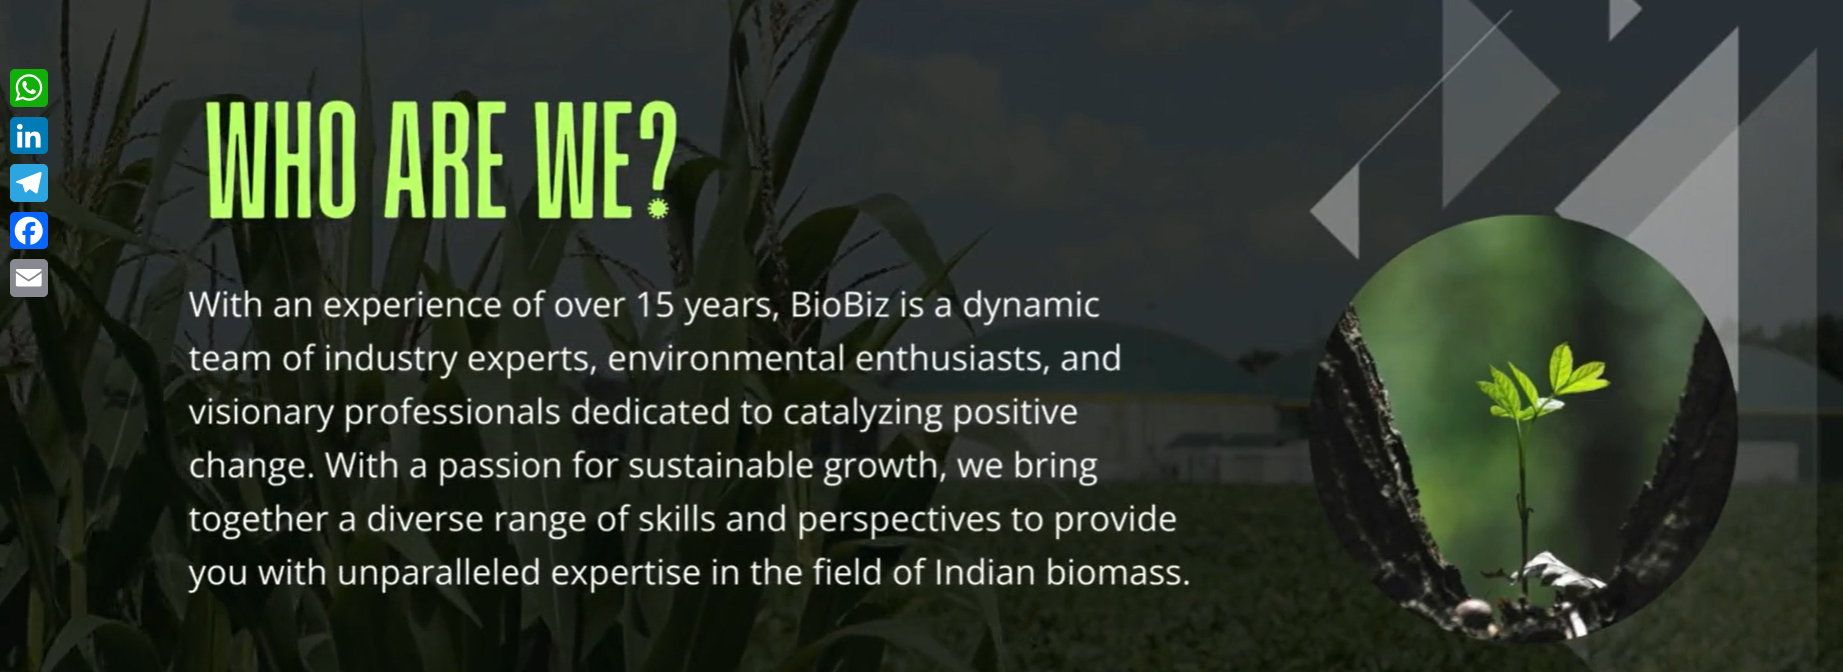 WHO ARE WE?
With an experience of over 15 years, BioBiz is a dynamic
team of industry experts, environmental enthusiasts, and
visionary professionals dedicated to catalyzing positive
change. With a passion for sustainable growth, we bring
together a diverse range of skills and perspectives to provide
you with unparalleled expertise in the field of Indian biomass.
in